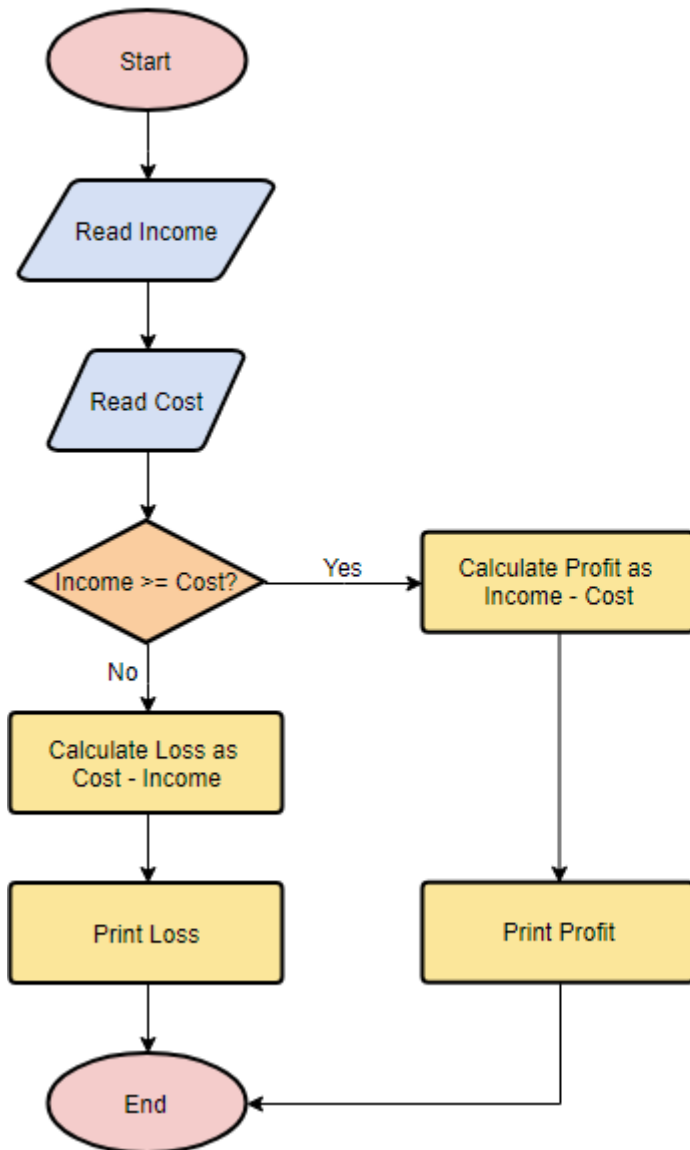 Start
Read Income
Read Cost
Income >= Cost?
Yes
Calculate Profit as
Income - Cost
No
Calculate Loss as
Cost - Income
Print Loss
Print Profit
End